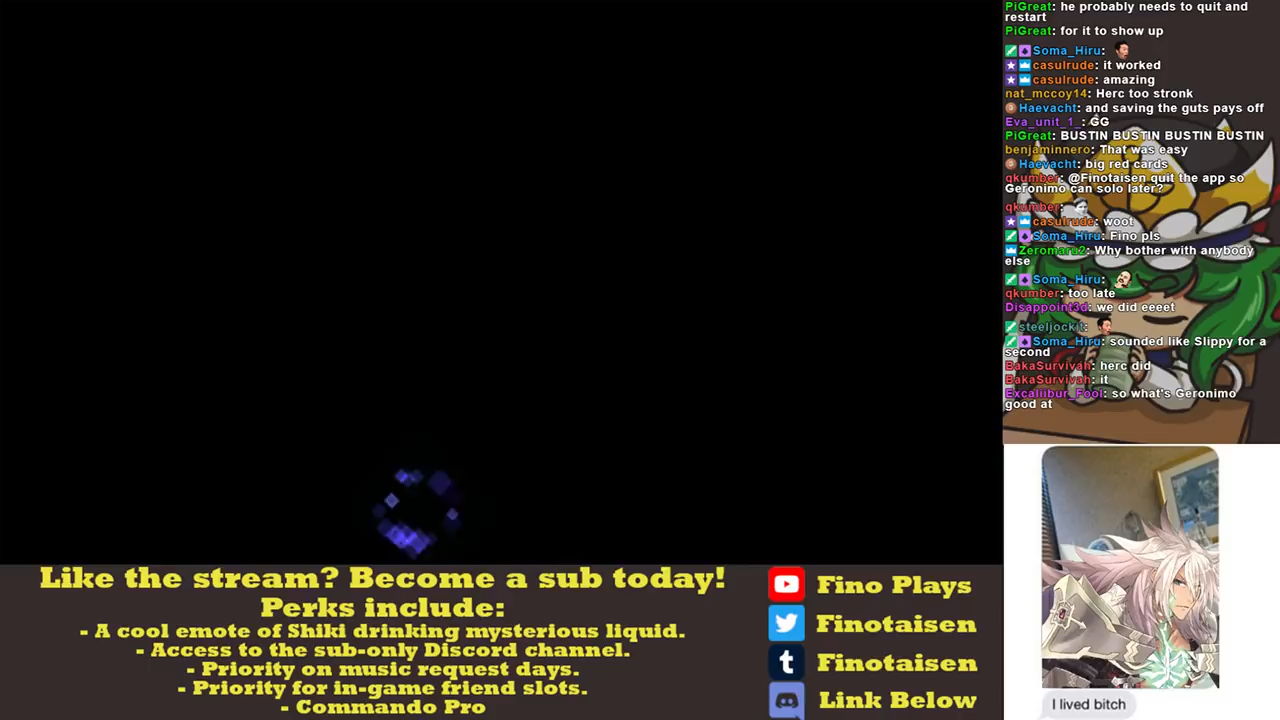 PiGreat: he probably needs to quit and
restart
PiGreat: for it to show up
Soma_Hiru:
casulrude: it worked
casulrude: amazing
nat_mccoy14: Herc too stronk
Haevacht: and saving the guts pays off
Eva_unit_1_: GG
PiGreat: BUSTIN BUSTIN BUSTIN BUSTIN
benjaminnero: That was easy
Haevacht: big red cards
qkumber: @Finotaisen quit the app so
Geronimo can solo later?
qkumber:
casulrude: woot
Soma_Hiru: Fino pls
Zeromaru2: Why bother with anybody
else
Soma_Hiru:
qkumber: too late
Disappoint3d: we did eeeet
steeljockit:
Soma_Hiru: sounded like Slippy for a
second
BakaSurvivah: herc did
BakaSurvivah: it
Excaliibur_Fool: so what's Geronimo
good at
I lived bitch
Like the stream? Become a sub today!
Perks include:
- A cool emote of Shiki drinking mysterious liquid.
- Access to the sub-only Discord channel.
- Priority on music request days.
- Priority for in-game friend slots.
- Commando Pro
Fino Plays
Finotaisen
Finotaisen
Link Below